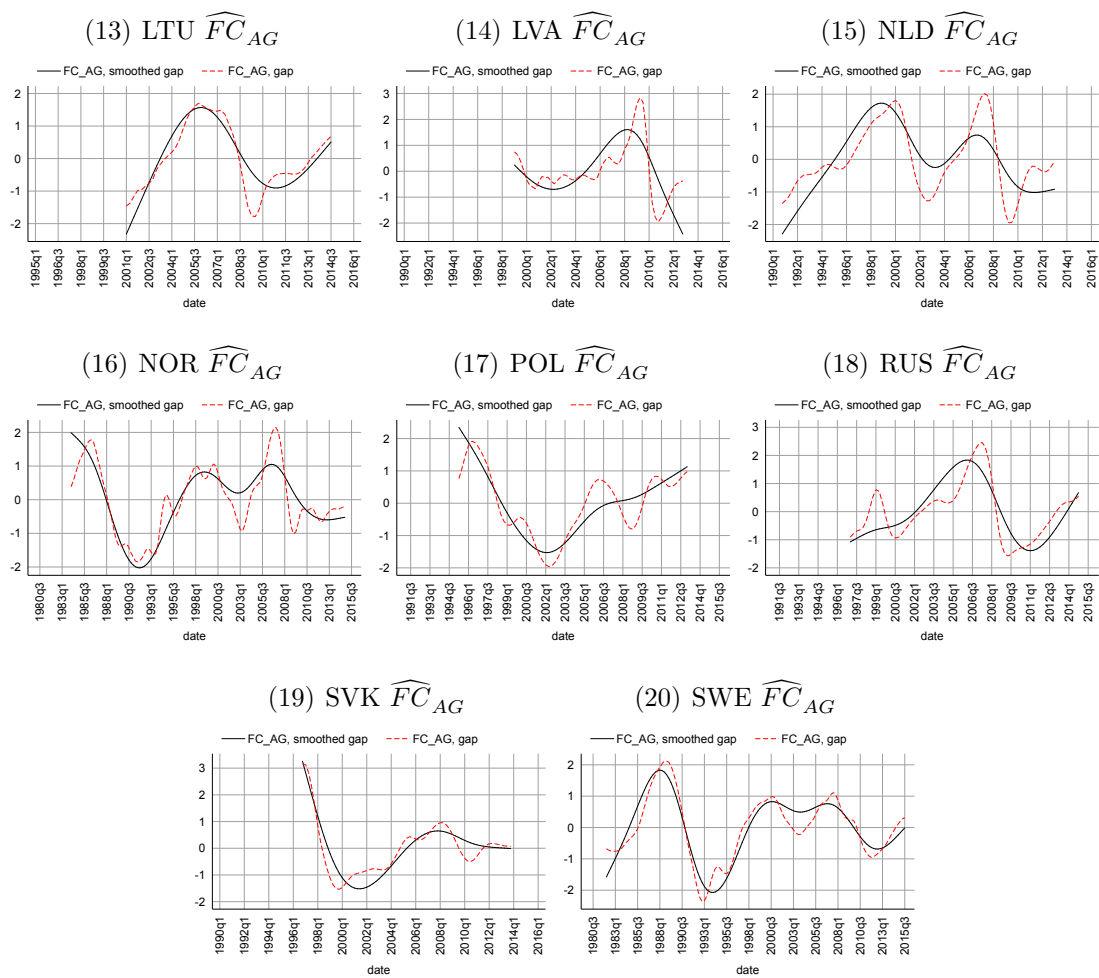 (13) LTU FC_AG (14) LVA FC_AG (15) NLD FC_AG
FC_AG, smoothed gap FC_AG, gap FC_AG, smoothed gap FC_AG, gap FC_AG, smoothed gap FC_AG, gap
2
1
0
-1
-2
1995q1 1996q3 1998q1 1999q3 2001q1 2002q3 2004q1 2005q3 2007q1 2008q3 2010q1 2011q3 2013q1 2014q3 2016q1
date
3
2
1
0
-1
-2
1990q1 1992q1 1994q1 1996q1 1998q1 2000q1 2002q1 2004q1 2006q1 2008q1 2010q1 2012q1 2014q1 2016q1
date
2
1
0
-1
-2
1990q1 1992q1 1994q1 1996q1 1998q1 2000q1 2002q1 2004q1 2006q1 2008q1 2010q1 2012q1 2014q1 2016q1
date
(16) NOR FC_AG (17) POL FC_AG (18) RUS FC_AG
FC_AG, smoothed gap FC_AG, gap FC_AG, smoothed gap FC_AG, gap FC_AG, smoothed gap FC_AG, gap
2
1
0
-1
-2
1980q3 1983q1 1985q3 1988q1 1990q3 1993q1 1995q3 1998q1 2000q3 2003q1 2005q3 2008q1 2010q3 2013q1 2015q3
date
2
1
0
-1
-2
1991q3 1993q1 1994q3 1996q1 1997q3 1999q1 2000q3 2002q1 2003q3 2005q1 2006q3 2008q1 2009q3 2011q1 2012q3 2014q1 2015q3
date
3
2
1
0
-1
-2
1991q3 1993q1 1994q3 1996q1 1997q3 1999q1 2000q3 2002q1 2003q3 2005q1 2006q3 2008q1 2009q3 2011q1 2012q3 2014q1 2015q3
date
(19) SVK FC_AG (20) SWE FC_AG
FC_AG, smoothed gap FC_AG, gap FC_AG, smoothed gap FC_AG, gap
3
2
1
0
-1
-2
1990q1 1992q1 1994q1 1996q1 1998q1 2000q1 2002q1 2004q1 2006q1 2008q1 2010q1 2012q1 2014q1 2016q1
date
2
1
0
-1
-2
1980q3 1983q1 1985q3 1988q1 1990q3 1993q1 1995q3 1998q1 2000q3 2003q1 2005q3 2008q1 2010q3 2013q1 2015q3
date